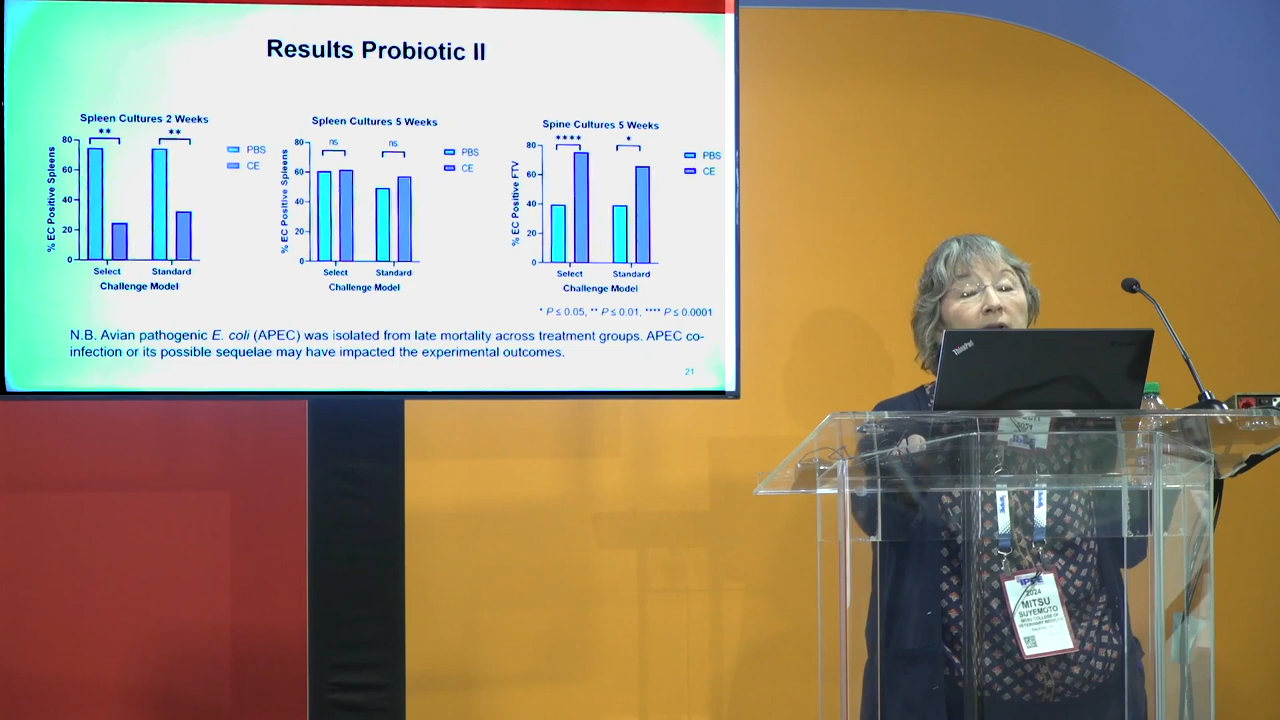 Results Probiotic II
Spleen Cultures 2 Weeks
**
**
80
60
40
20
0
% EC Positive Spleens
Select
Standard
Challenge Model
PBS
CE
Spleen Cultures 5 Weeks
ns
ns
80
60
40
20
0
% EC Positive Spleens
Select
Standard
Challenge Model
PBS
CE
Spine Cultures 5 Weeks
****
*
80
60
40
20
0
% EC Positive FTV
Select
Standard
Challenge Model
PBS
CE
* P ≤ 0.05, ** P ≤ 0.01, **** P ≤ 0.0001
N.B. Avian pathogenic E. coli (APEC) was isolated from late mortality across treatment groups. APEC co-
infection or its possible sequelae may have impacted the experimental outcomes.
21
ThinkPad
IPPE
2024
MITSU
SUYEMOTO
COLLEGE OF
VETERINARY MEDICINE